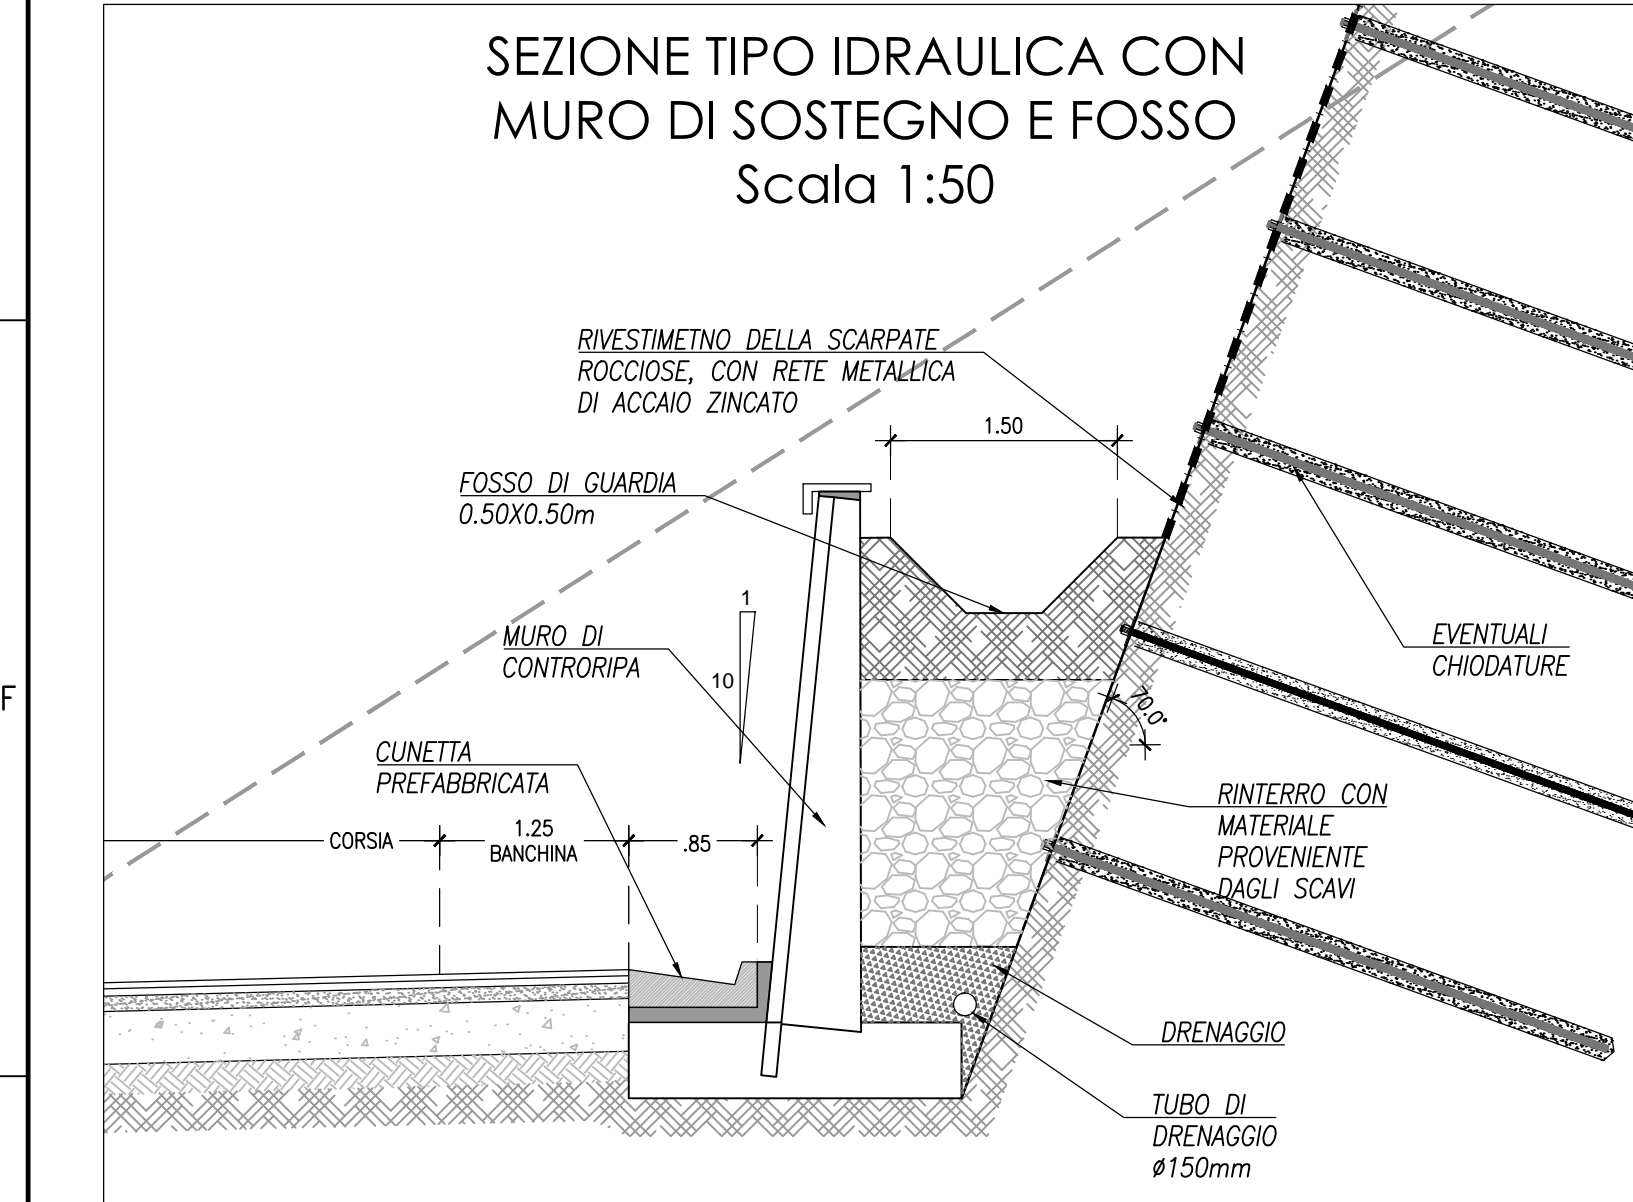 SEZIONE TIPO IDRAULICA CON
MURO DI SOSTEGNO E FOSSO
Scala 1:50
RIVESTIMETNO DELLA SCARPATE
ROCCIOSE, CON RETE METALLICA
DI ACCAIO ZINCATO
1.50
FOSSO DI GUARDIA
0.50X0.50m
1
10
MURO DI
CONTRORIPA
EVENTUALI
CHIODATURE
F
70.0°
CUNETTA
PREFABBRICATA
RINTERRO CON
MATERIALE
PROVENIENTE
DAGLI SCAVI
CORSIA
1.25
BANCHINA
.85
DRENAGGIO
TUBO DI
DRENAGGIO
ø150mm